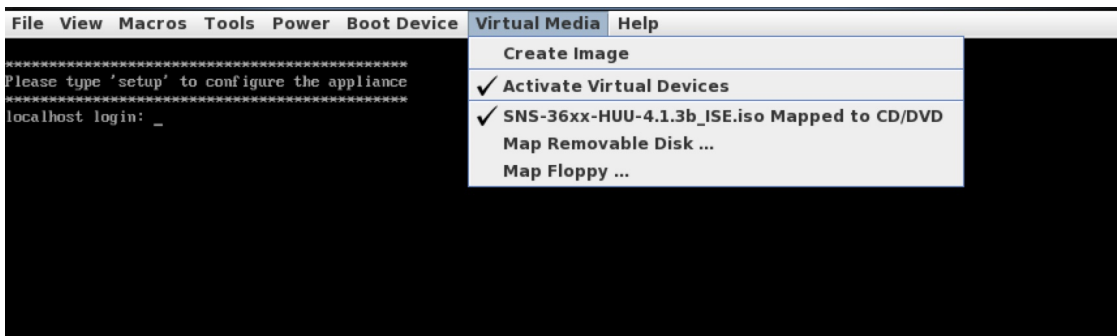 File View Macros Tools Power Boot Device Virtual Media Help
Create Image
Activate Virtual Devices
SNS-36xx-HUU-4.1.3b_ISE.iso Mapped to CD/DVD
Map Removable Disk ...
Map Floppy ...
**************************************************
Please type 'setup' to configure the appliance
**************************************************
localhost login: _